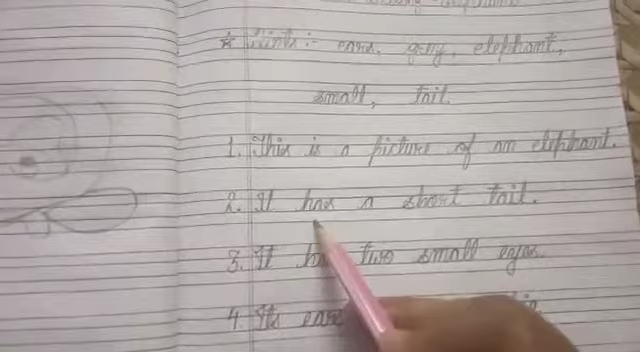 * Hints :- ears, grey, elephant,
small, tail.
1. This is a picture of an elephant.
2. It has a short tail.
3. It has two small eyes.
4. Its ears